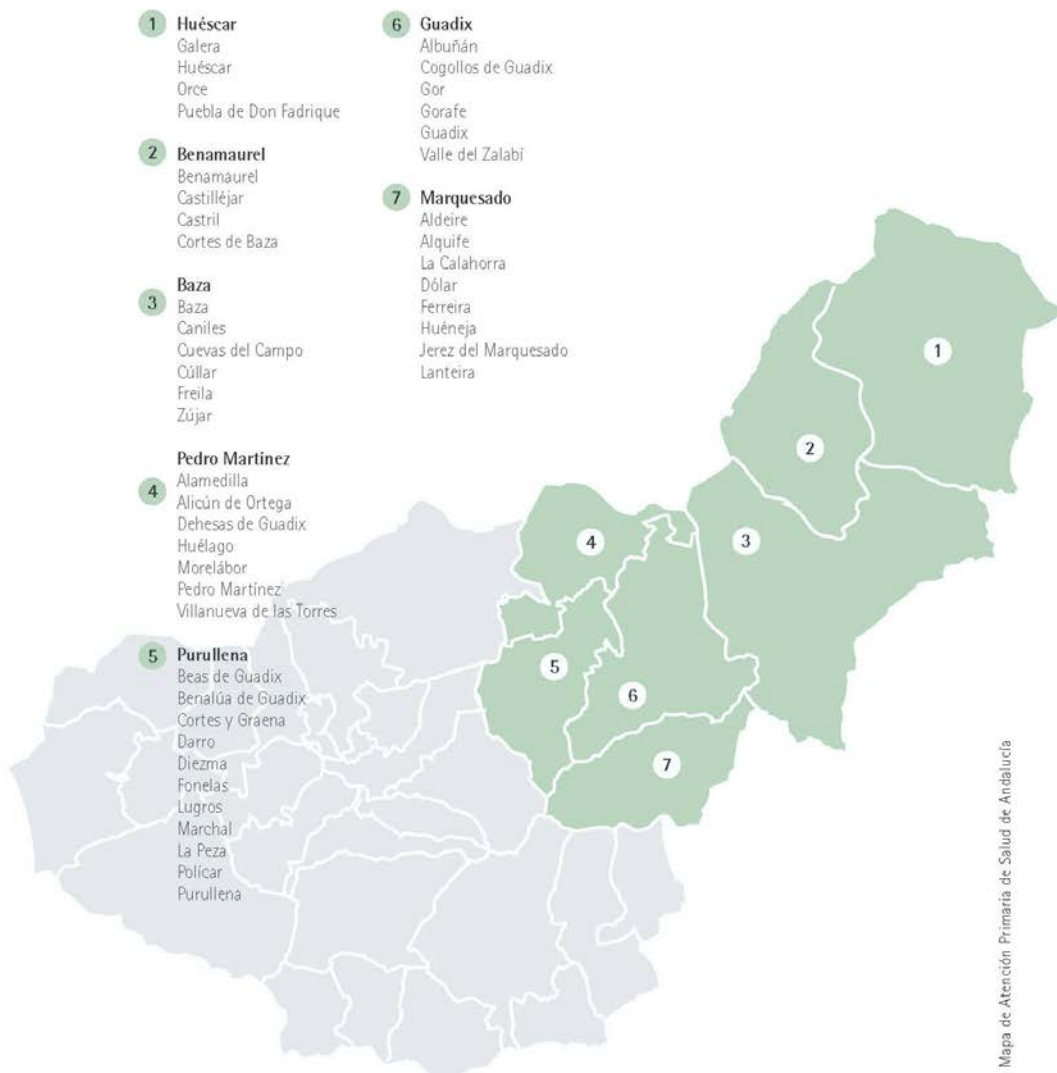 1 Huéscar
Galera
Huéscar
Orce
Puebla de Don Fadrique
2 Benamaurel
Benamaurel
Castilléjar
Castril
Cortes de Baza
3 Baza
Baza
Caniles
Cuevas del Campo
Cúllar
Freila
Zújar
4 Pedro Martínez
Alamedilla
Alicún de Ortega
Dehesas de Guadix
Huélago
Morelábor
Pedro Martínez
Villanueva de las Torres
5 Purullena
Beas de Guadix
Benalúa de Guadix
Cortes y Graena
Darro
Diezma
Fonelas
Lugros
Marchal
La Peza
Polícar
Purullena
6 Guadix
Albuñán
Cogollos de Guadix
Gor
Gorafe
Guadix
Valle del Zalabí
7 Marquesado
Aldeire
Alquife
La Calahorra
Dólar
Ferreira
Huéneja
Jerez del Marquesado
Lanteira
1
2
3
4
5
6
7
Mapa de Atención Primaria de Salud de Andalucía